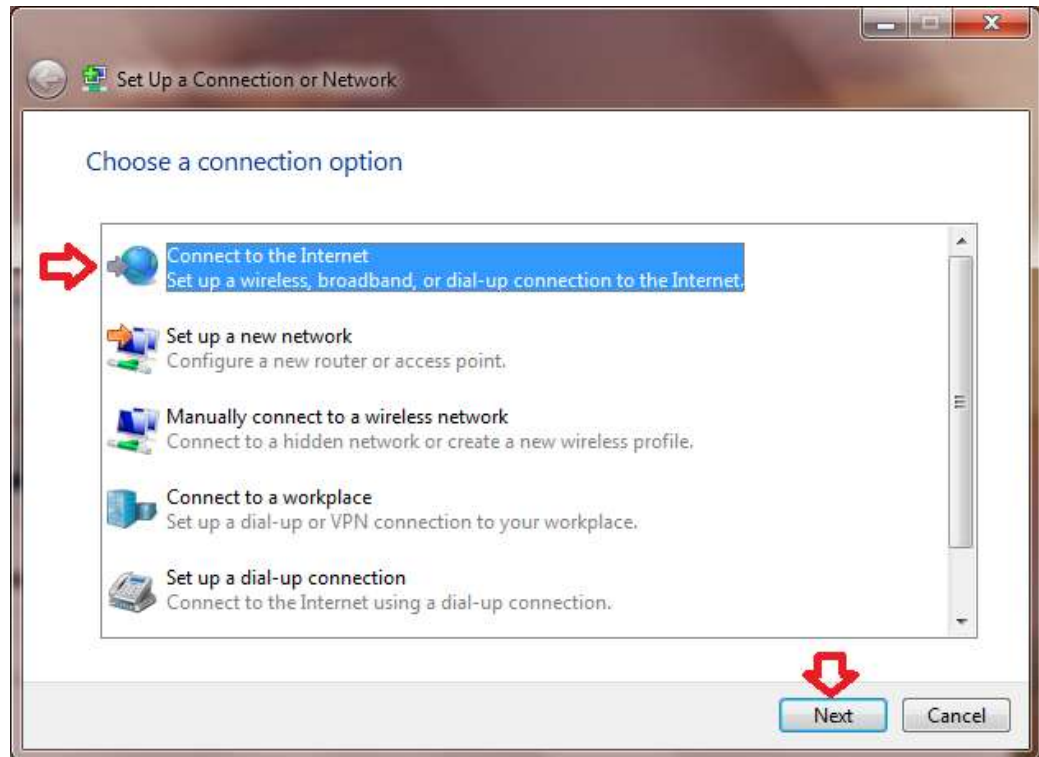 Set Up a Connection or Network
Choose a connection option
Connect to the Internet
Set up a wireless, broadband, or dial-up connection to the Internet.
Set up a new network
Configure a new router or access point.
Manually connect to a wireless network
Connect to a hidden network or create a new wireless profile.
Connect to a workplace
Set up a dial-up or VPN connection to your workplace.
Set up a dial-up connection
Connect to the Internet using a dial-up connection.
Next Cancel